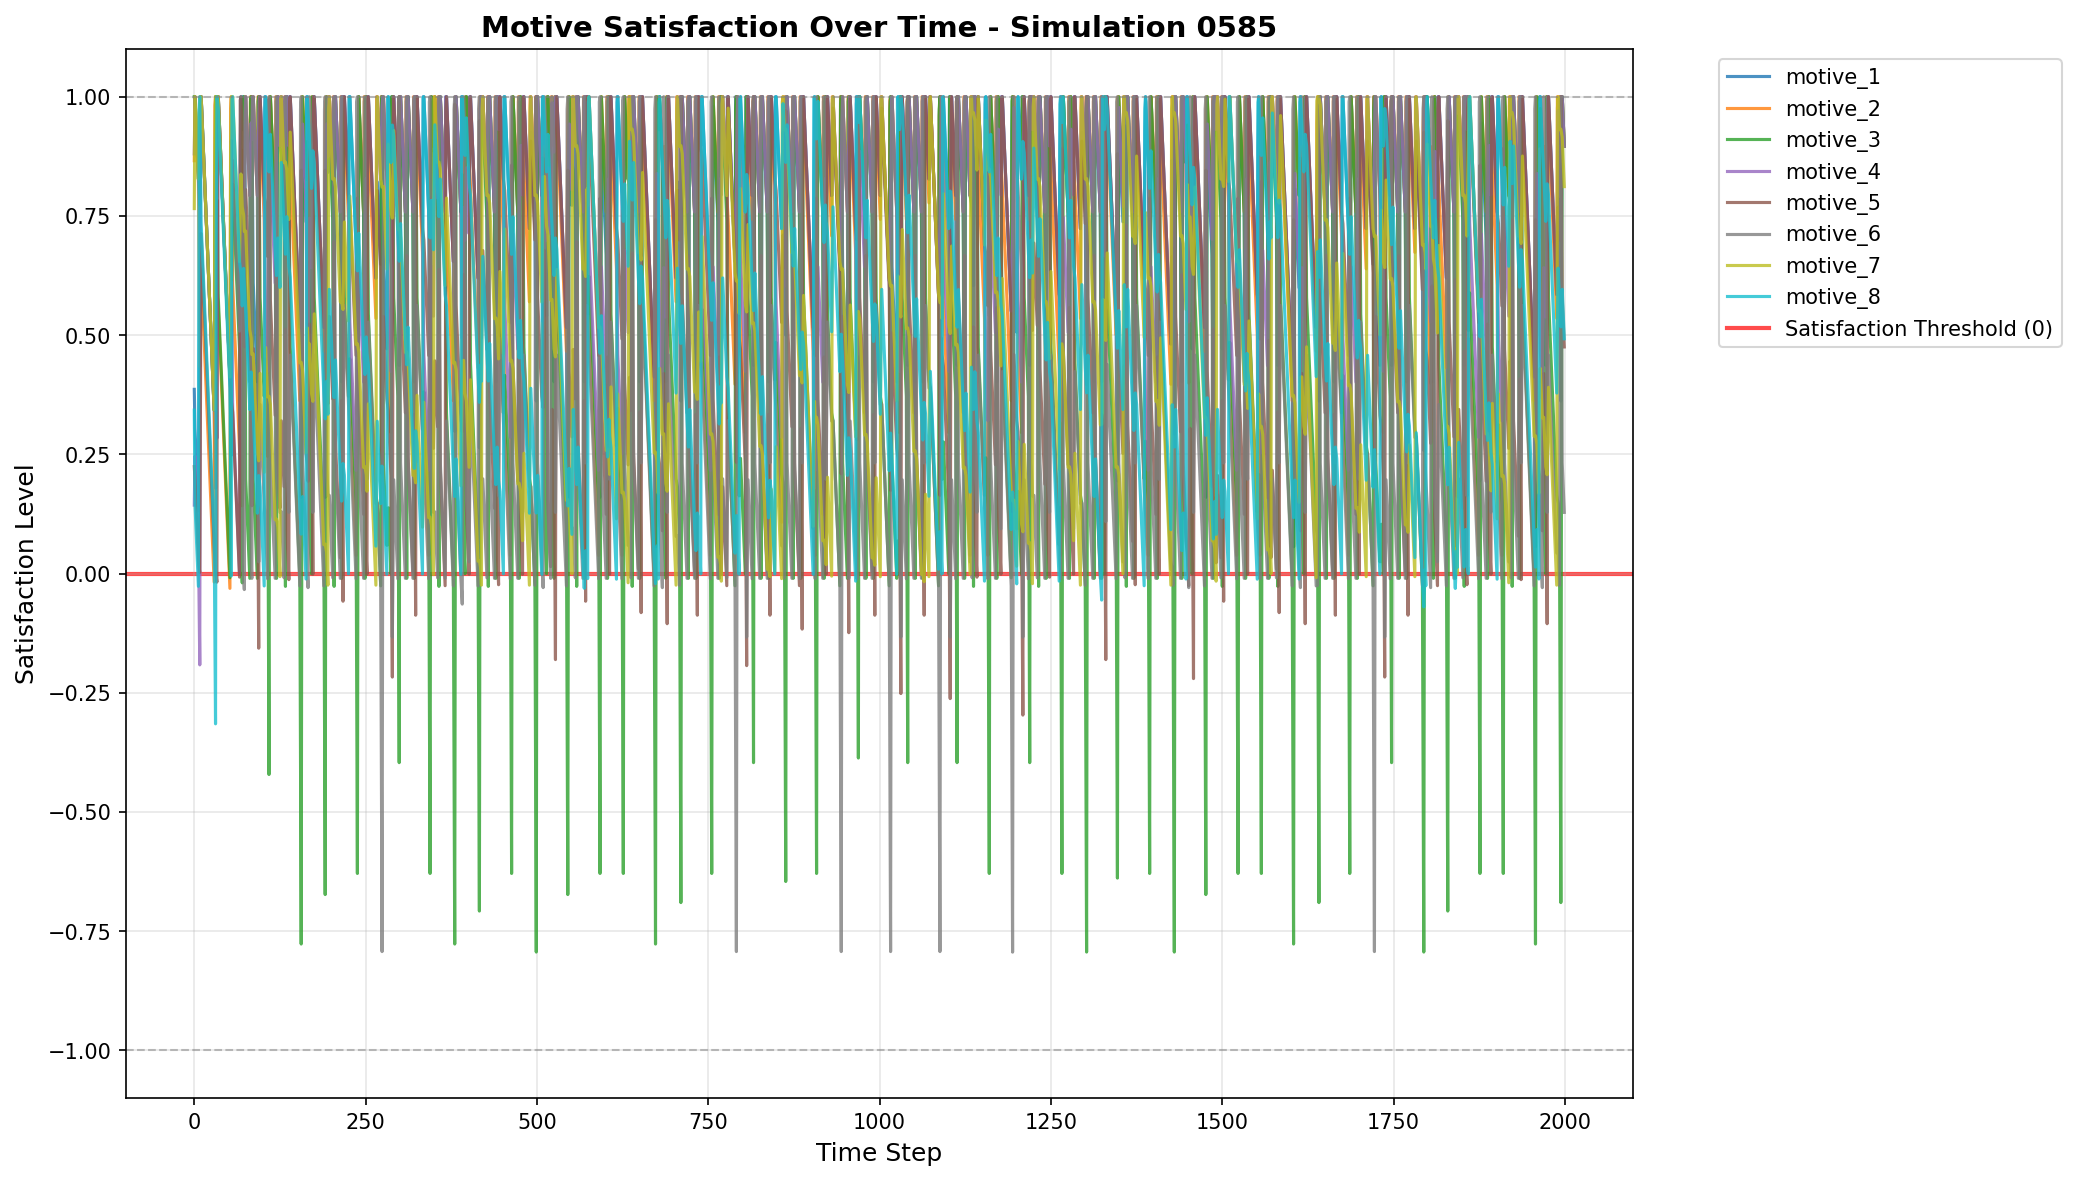 Motive Satisfaction Over Time - Simulation 0585
motive_1
motive_2
motive_3
motive_4
motive_5
motive_6
motive_7
motive_8
Satisfaction Threshold (0)
Satisfaction Level
1.00
0.75
0.50
0.25
0.00
−0.25
−0.50
−0.75
−1.00
0 250 500 750 1000 1250 1500 1750 2000
Time Step